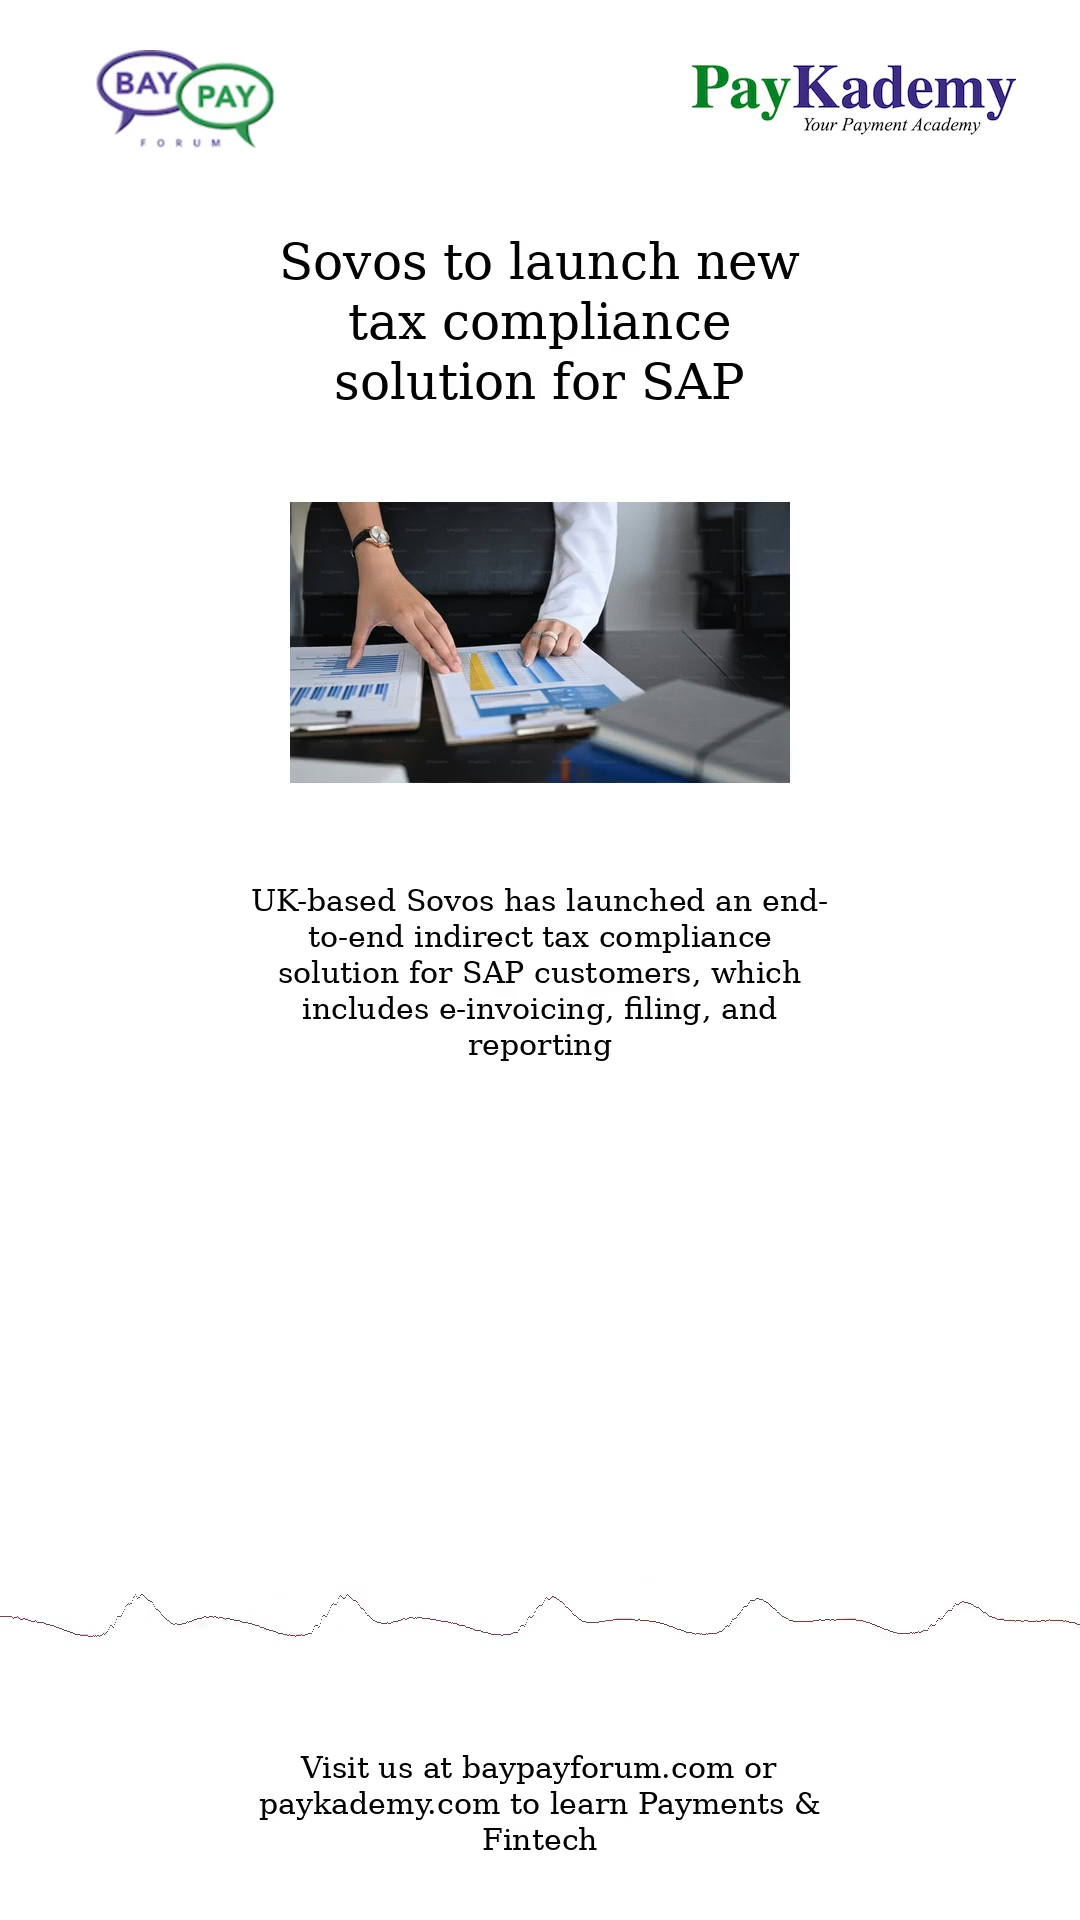 BAY PAY
FORUM
PayKademy
Your Payment Academy
Sovos to launch new
tax compliance
solution for SAP
UK-based Sovos has launched an end-
to-end indirect tax compliance
solution for SAP customers, which
includes e-invoicing, filing, and
reporting
Visit us at baypayforum.com or
paykademy.com to learn Payments &
Fintech